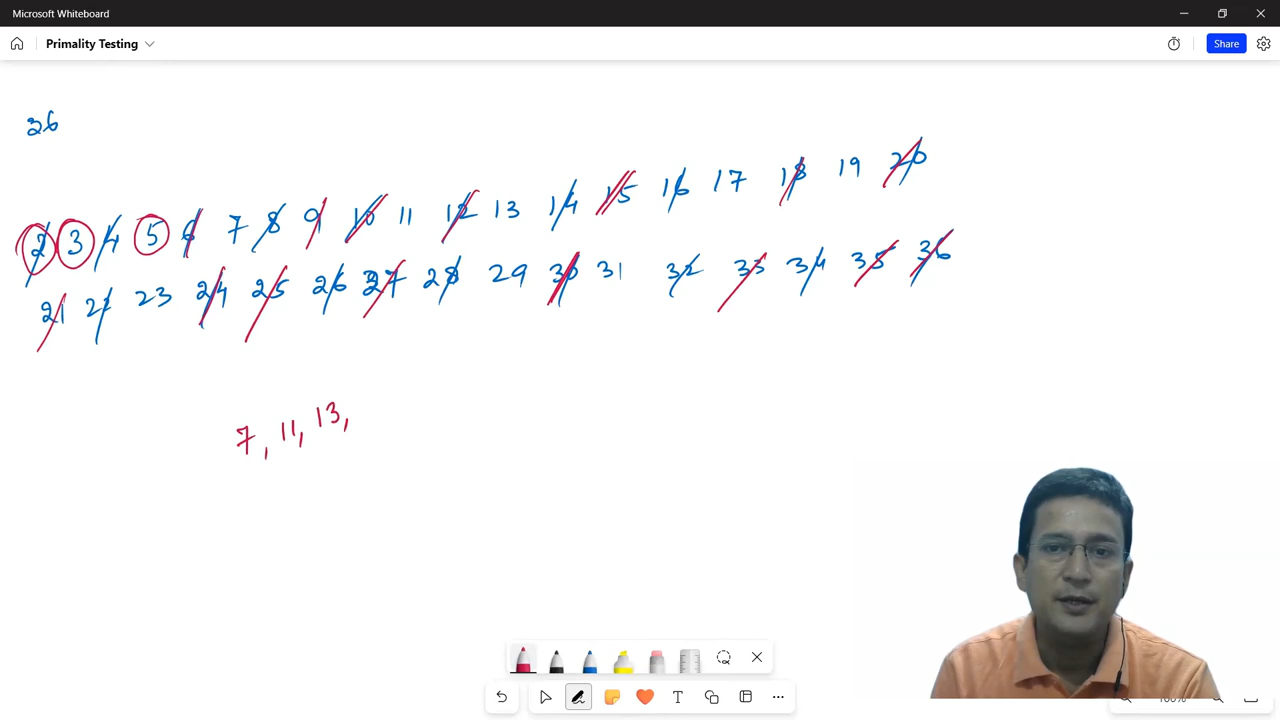 Microsoft Whiteboard
Primality Testing
Share
36
2 3 4 5 6 7 8 9 10 11 12 13 14 15 16 17 18 19 20
21 22 23 24 25 26 27 28 29 30 31 32 33 34 35 36
7, 11, 13,
100%